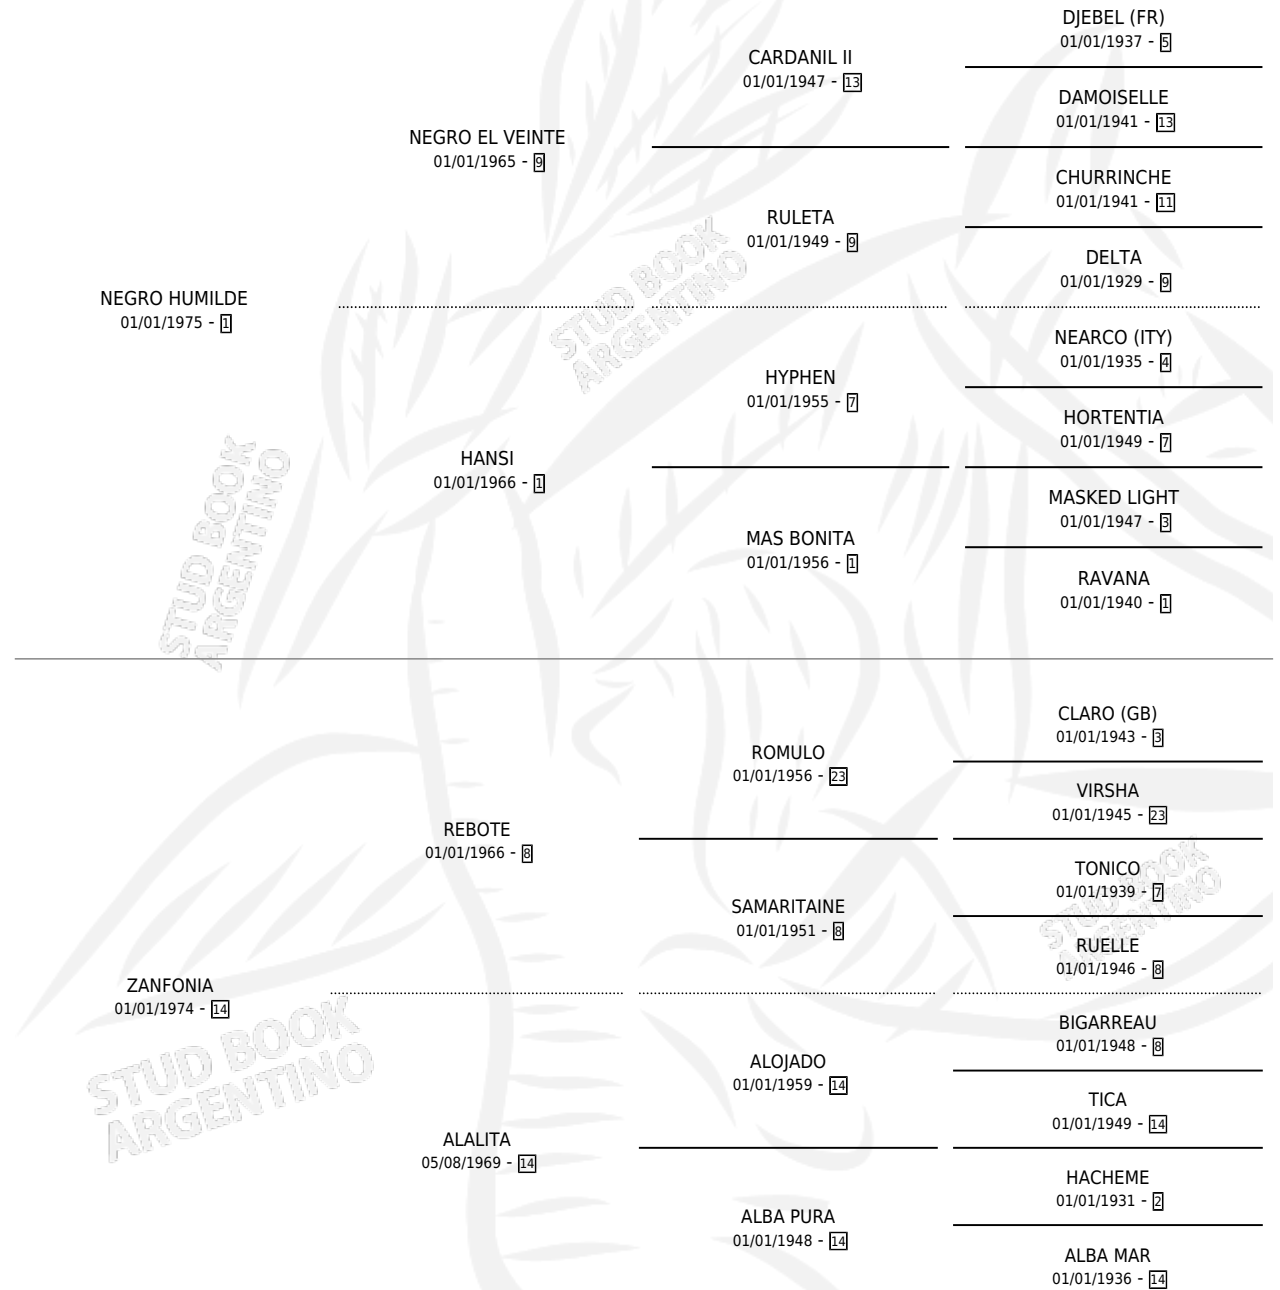 DJEBEL (FR)
01/01/1937 - 5
CARDANIL II
01/01/1947 - 13
DAMOISELLE
01/01/1941 - 13
NEGRO EL VEINTE
01/01/1965 - 9
CHURRINCHE
01/01/1941 - 11
RULETA
01/01/1949 - 9
DELTA
01/01/1929 - 9
NEGRO HUMILDE
01/01/1975 - 1
NEARCO (ITY)
01/01/1935 - 4
HYPHEN
01/01/1955 - 7
HORTENTIA
01/01/1949 - 7
HANSI
01/01/1966 - 1
MASKED LIGHT
01/01/1947 - 3
MAS BONITA
01/01/1956 - 1
RAVANA
01/01/1940 - 1
STUD BOOK
ARGENTINO
STUD BOOK
ARGENTINO
CLARO (GB)
01/01/1943 - 3
ROMULO
01/01/1956 - 23
VIRSHA
01/01/1945 - 23
REBOTE
01/01/1966 - 8
TONICO
01/01/1939 - 7
SAMARITAINE
01/01/1951 - 8
RUELLE
01/01/1946 - 8
ZANFONIA
01/01/1974 - 14
BIGARREAU
01/01/1948 - 8
ALOJADO
01/01/1959 - 14
TICA
01/01/1949 - 14
ALALITA
05/08/1969 - 14
HACHEME
01/01/1931 - 2
ALBA PURA
01/01/1948 - 14
ALBA MAR
01/01/1936 - 14
STUD BOOK
ARGENTINO
STUD BOOK
ARGENTINO